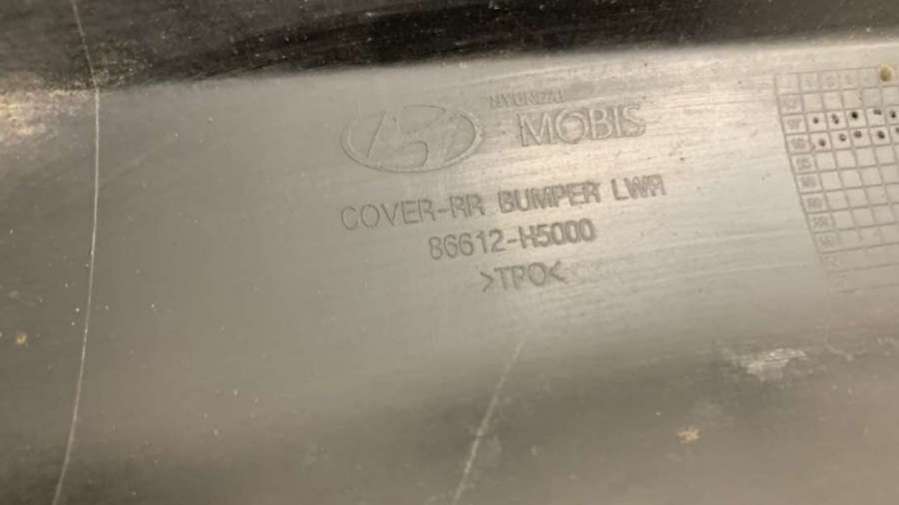 HYUNDAI
MOBIS
COVER-RR BUMPER LWR
86612-H5000
>TPO<